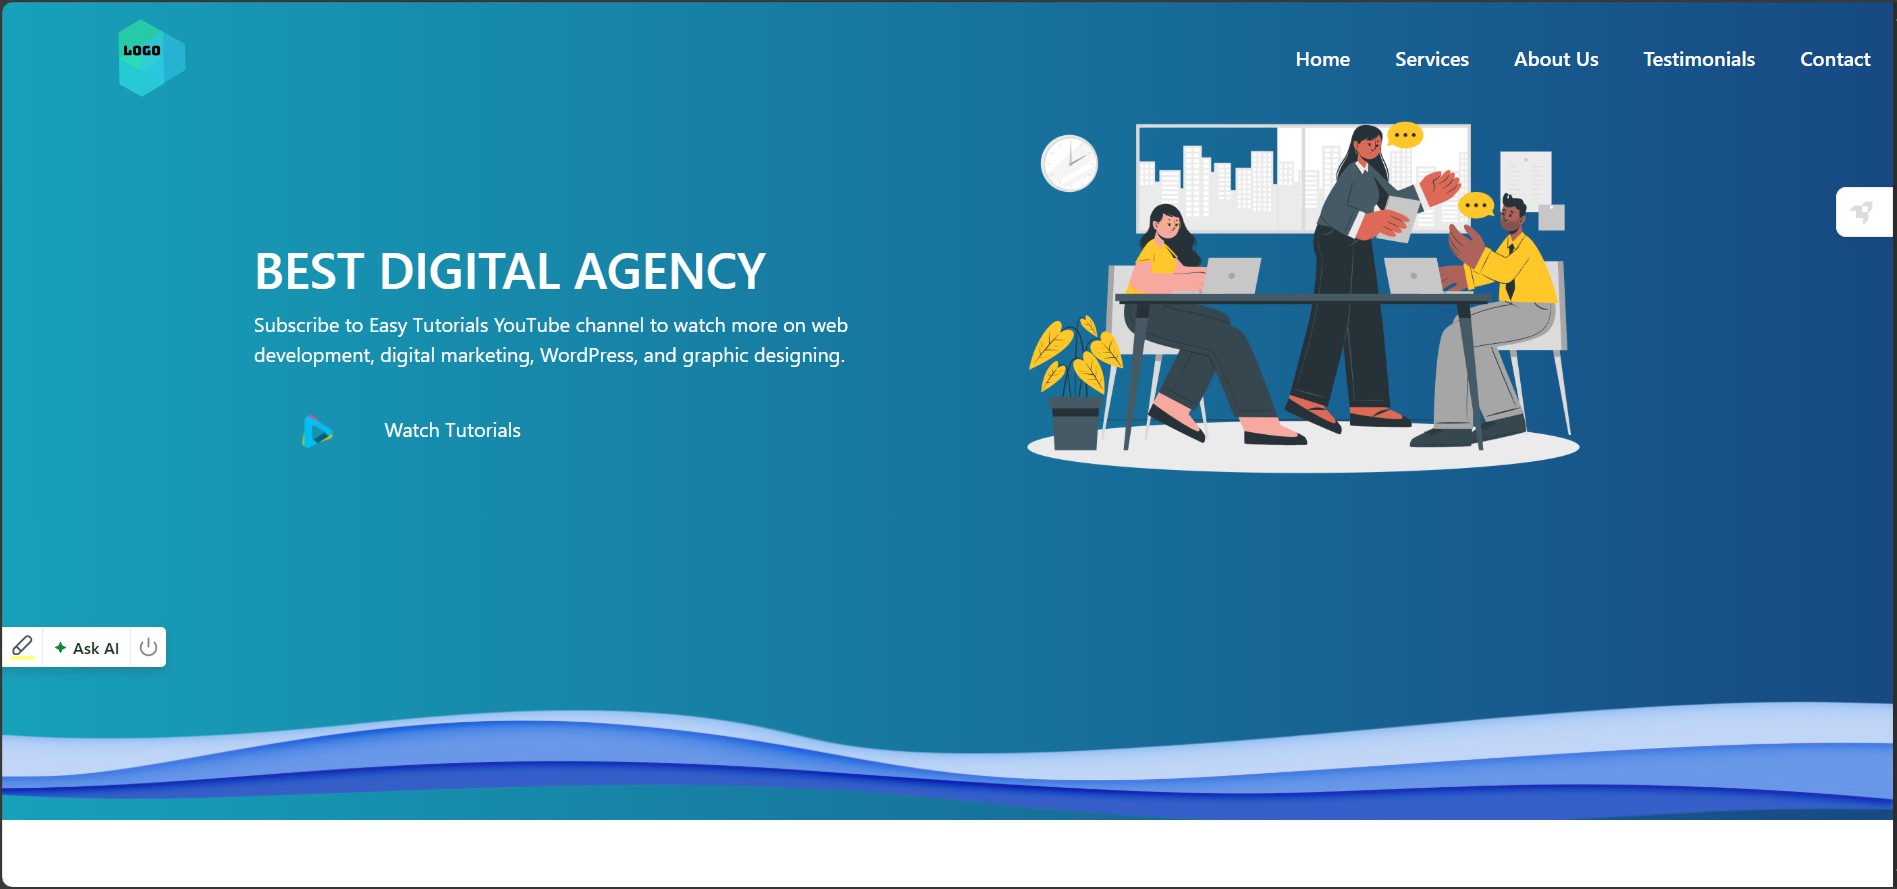 LOGO
Home
Services
About Us
Testimonials
Contact
BEST DIGITAL AGENCY
Subscribe to Easy Tutorials YouTube channel to watch more on web
development, digital marketing, WordPress, and graphic designing.
Watch Tutorials
Ask AI